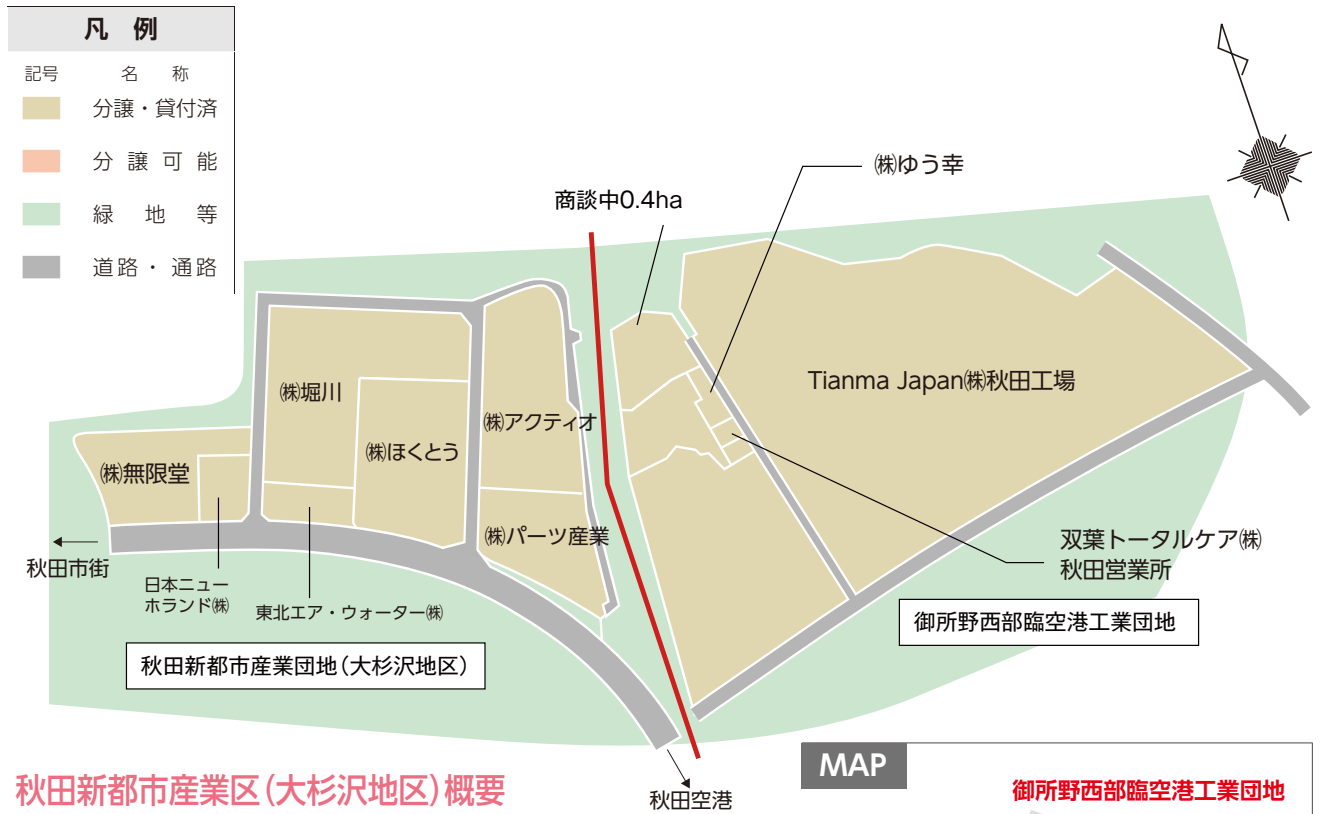 凡例
記号 名称
分譲・貸付済
分譲可能
緑地等
道路・通路
㈱ゆう幸
商談中0.4ha
Tianma Japan㈱秋田工場
㈱堀川
㈱アクティオ
㈱ほくとう
㈱無限堂
㈱パーツ産業
秋田市街
日本ニュー
ホランド㈱
東北エア・ウォーター㈱
双葉トータルケア㈱
秋田営業所
御所野西部臨空港工業団地
秋田新都市産業団地(大杉沢地区)
秋田空港
秋田新都市産業区(大杉沢地区)概要
MAP
御所野西部臨空港工業団地